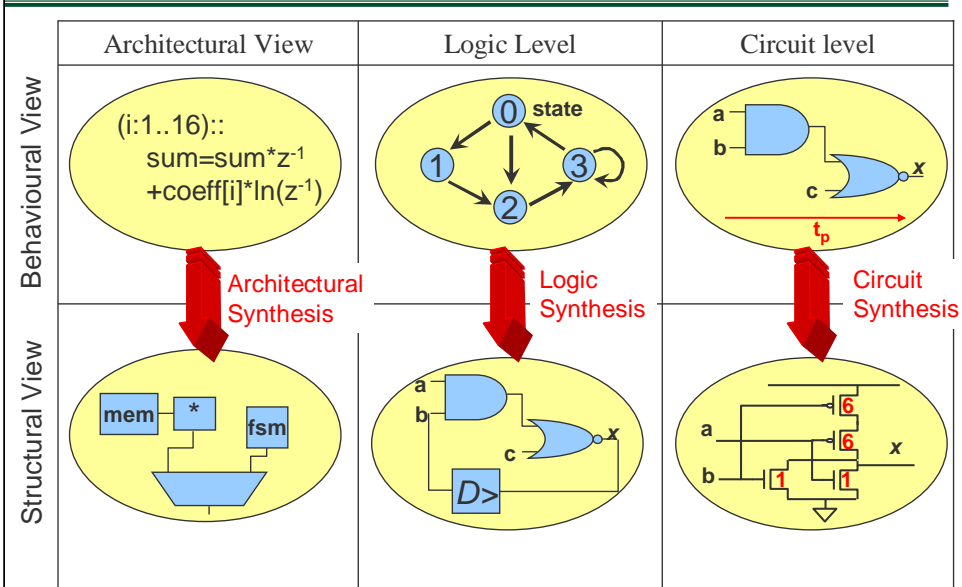 Architectural View
Logic Level
Circuit level
Behavioural View
(i:1..16)::
sum=sum*z⁻¹
+coeff[i]*ln(z⁻¹)
0 state
1
3
2
a
b
c
x
tp
Architectural
Synthesis
Logic
Synthesis
Circuit
Synthesis
Structural View
mem
*
fsm
a
b
c
x
D>
a
b
6
6
1
1
x